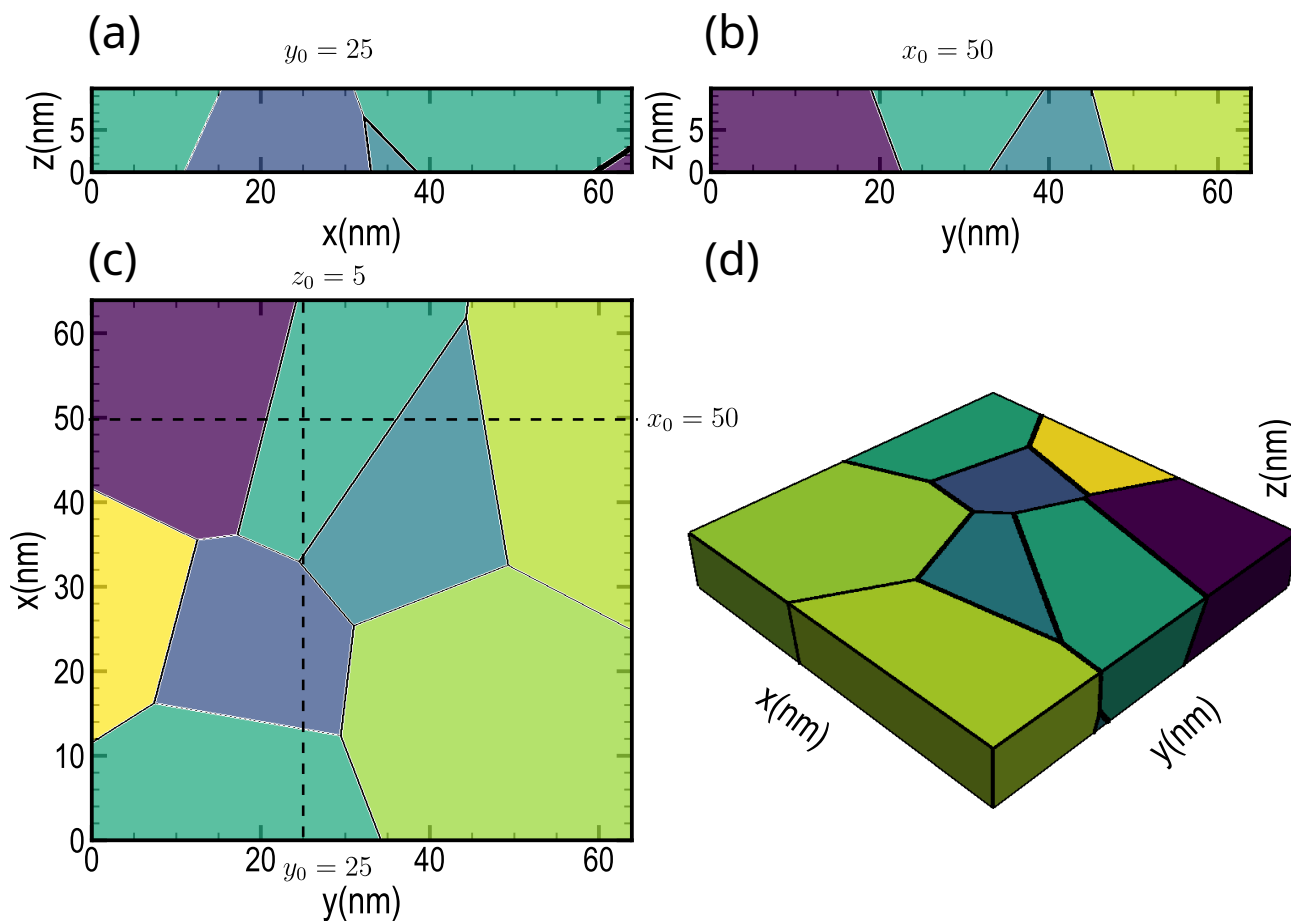 (a)
y₀ = 25
z(nm)
5
0
0 20 40 60
x(nm)
(b)
x₀ = 50
z(nm)
5
0
0 20 40 60
y(nm)
(c)
z₀ = 5
60
50
40
30
20
10
0
x(nm)
x₀ = 50
0 20 40 60
y₀ = 25
y(nm)
(d)
z(nm)
x(nm)
y(nm)